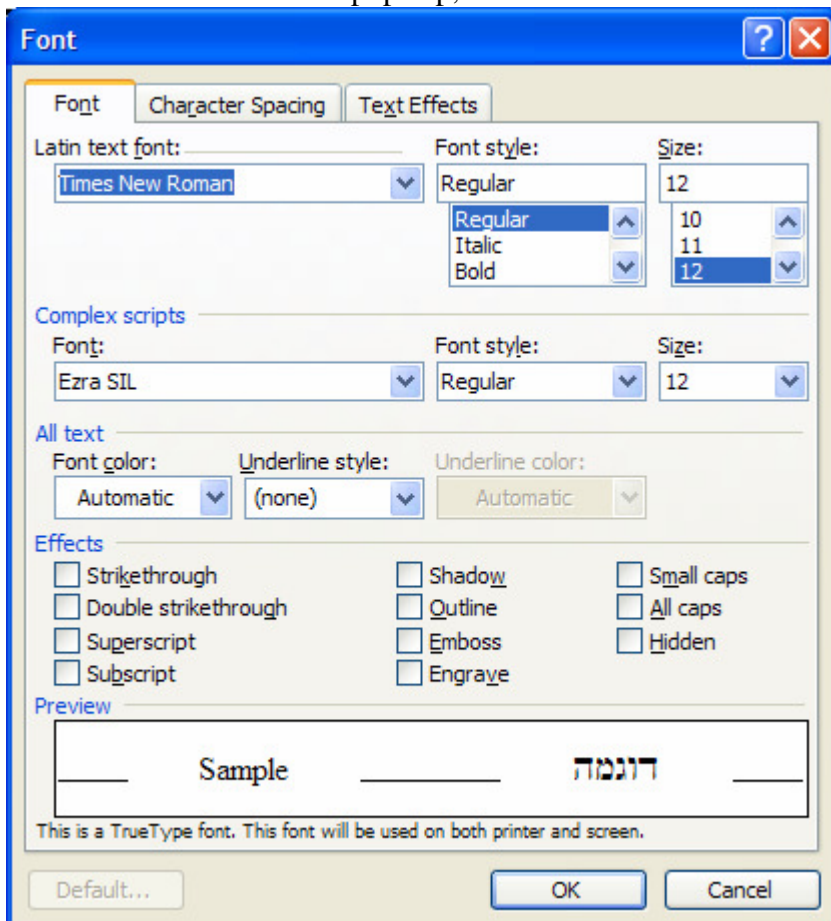 Font
Font Character Spacing Text Effects
Latin text font: Font style: Size:
Times New Roman Regular 12
Regular 10
Italic 11
Bold 12
Complex scripts
Font: Font style: Size:
Ezra SIL Regular 12
All text
Font color: Underline style: Underline color:
Automatic (none) Automatic
Effects
Strikethrough Shadow Small caps
Double strikethrough Outline All caps
Superscript Emboss Hidden
Subscript Engrave
Preview
Sample דוגמה
This is a TrueType font. This font will be used on both printer and screen.
Default... OK Cancel